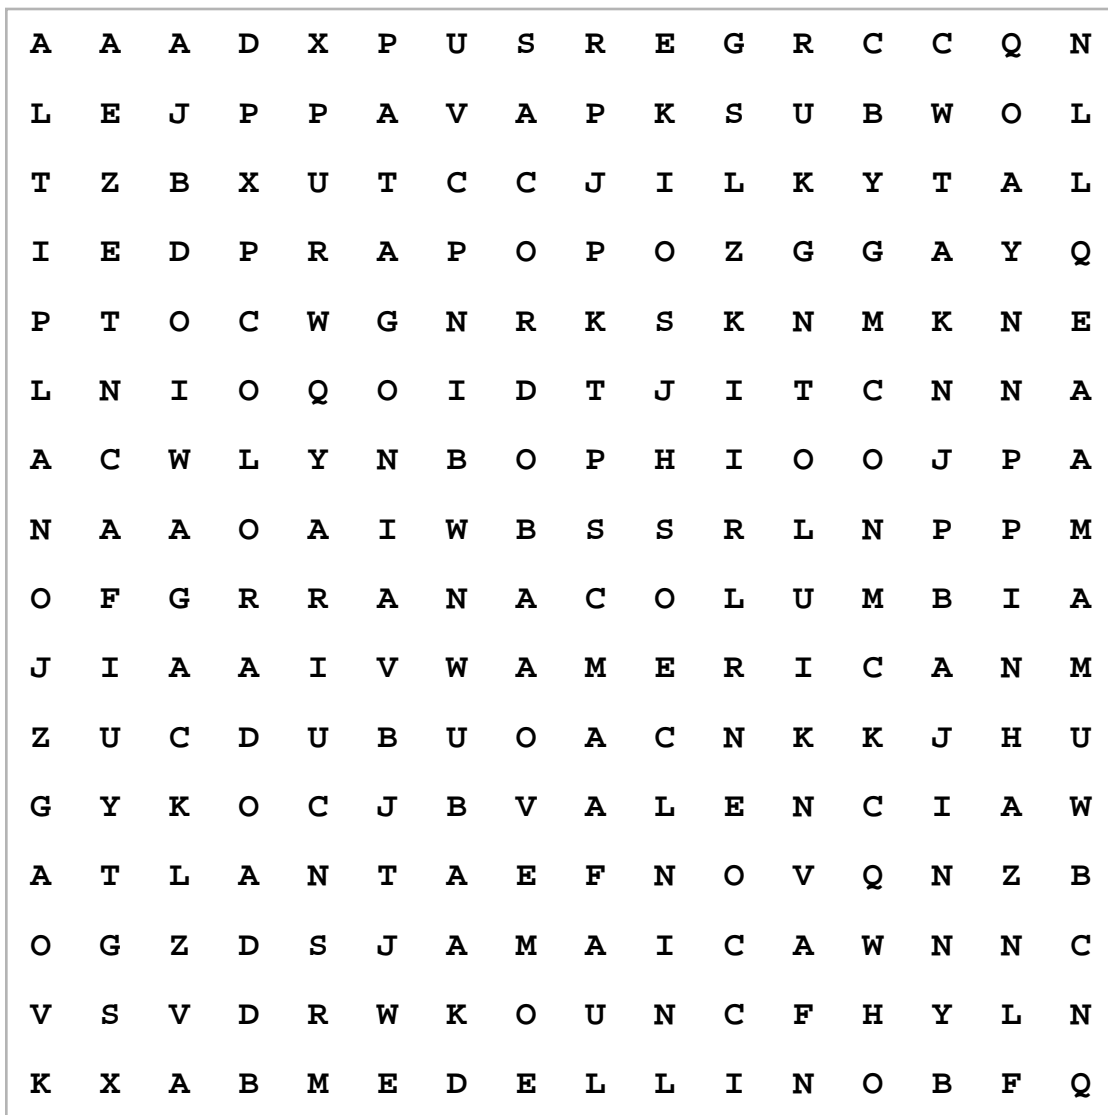 A A A D X P U S R E G R C C Q N
L E J P P A V A P K S U B W O L
T Z B X U T C C J I L K Y T A L
I E D P R A P O P O Z G G A Y Q
P T O C W G N R K S K N M K N E
L N I O Q O I D T J I T C N N A
A C W L Y N B O P H I O O J P A
N A A O A I W B S S R L N P P M
O F G R R A N A C O L U M B I A
J I A A I V W A M E R I C A N M
Z U C D U B U O A C N K K J H U
G Y K O C J B V A L E N C I A W
A T L A N T A E F N O V Q N Z B
O G Z D S J A M A I C A W N N C
V S V D R W K O U N C F H Y L N
K X A B M E D E L L I N O B F Q